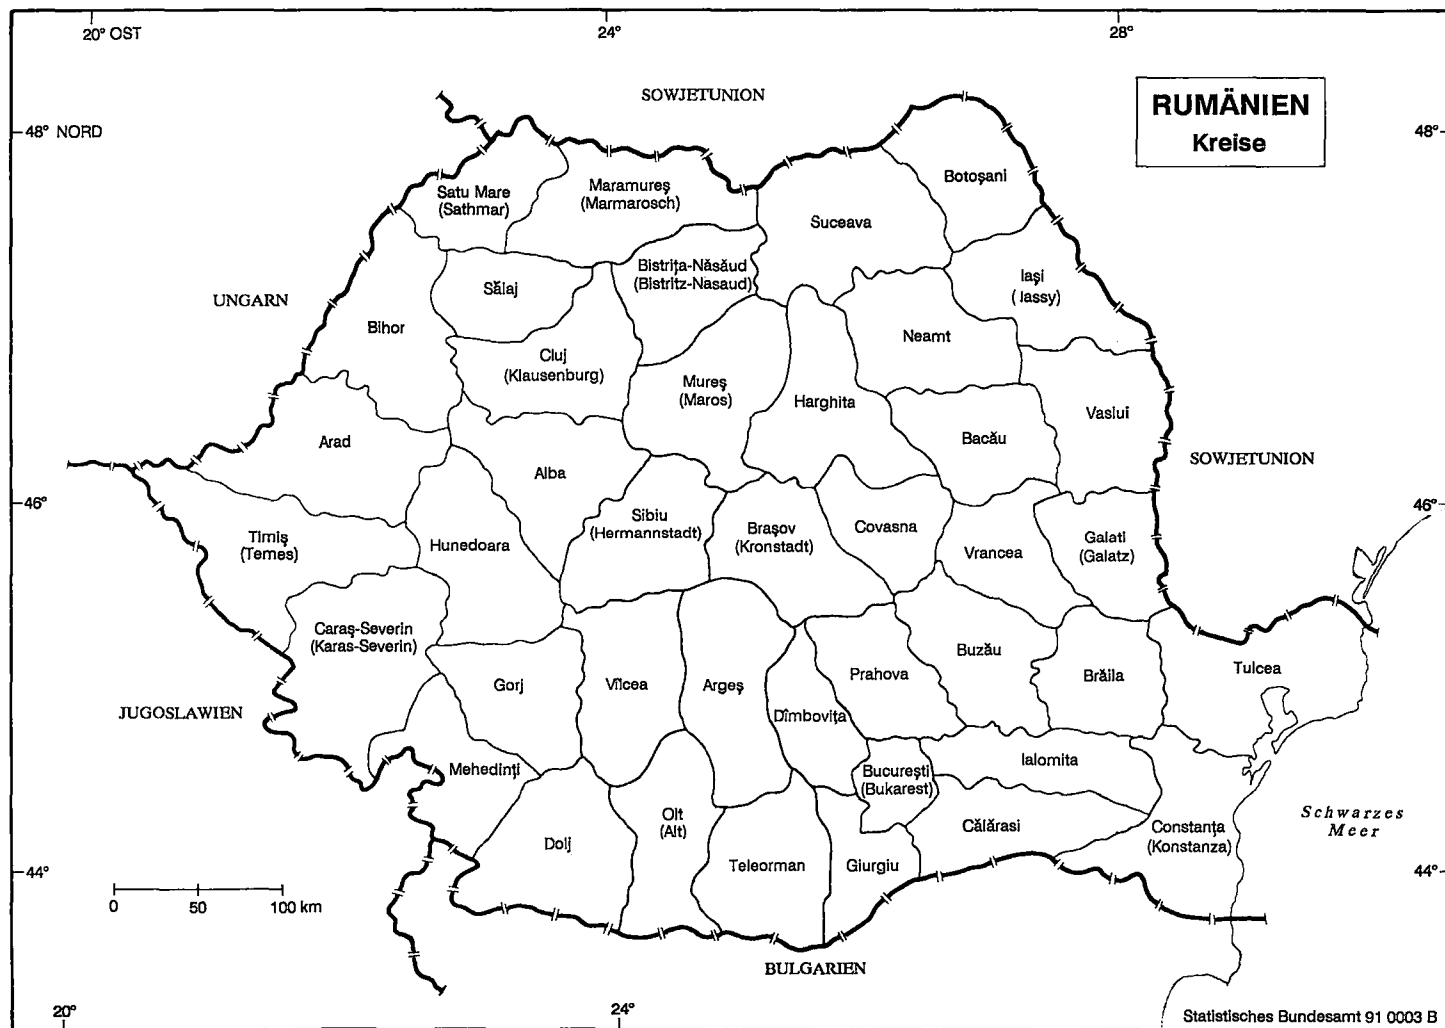 20° OST
24°
28°
SOWJETUNION
RUMÄNIEN
Kreise
48° NORD
48°
Botoşani
Satu Mare
(Sathmar)
Maramureş
(Marmarosch)
Suceava
Bistriţa-Năsăud
(Bistritz-Nasaud)
Iaşi
(Jassy)
Sălaj
UNGARN
Bihor
Neamt
Cluj
(Klausenburg)
Mureş
(Maros)
Harghita
Vaslui
Arad
Bacău
Alba
SOWJETUNION
46°
46°
Timiş
(Temes)
Hunedoara
Sibiu
(Hermannstadt)
Braşov
(Kronstadt)
Covasna
Vrancea
Galati
(Galatz)
Caraş-Severin
(Karas-Severin)
Gorj
Vîlcea
Argeş
Prahova
Buzău
Brăila
Tulcea
JUGOSLAWIEN
Dîmboviţa
Mehedinţi
Bucureşti
(Bukarest)
Ialomita
Olt
(Alt)
Dolj
Călărasi
Constanţa
(Konstanza)
Schwarzes
Meer
Teleorman
Giurgiu
44°
44°
0 50 100 km
BULGARIEN
20°
24°
Statistisches Bundesamt 91 0003 B